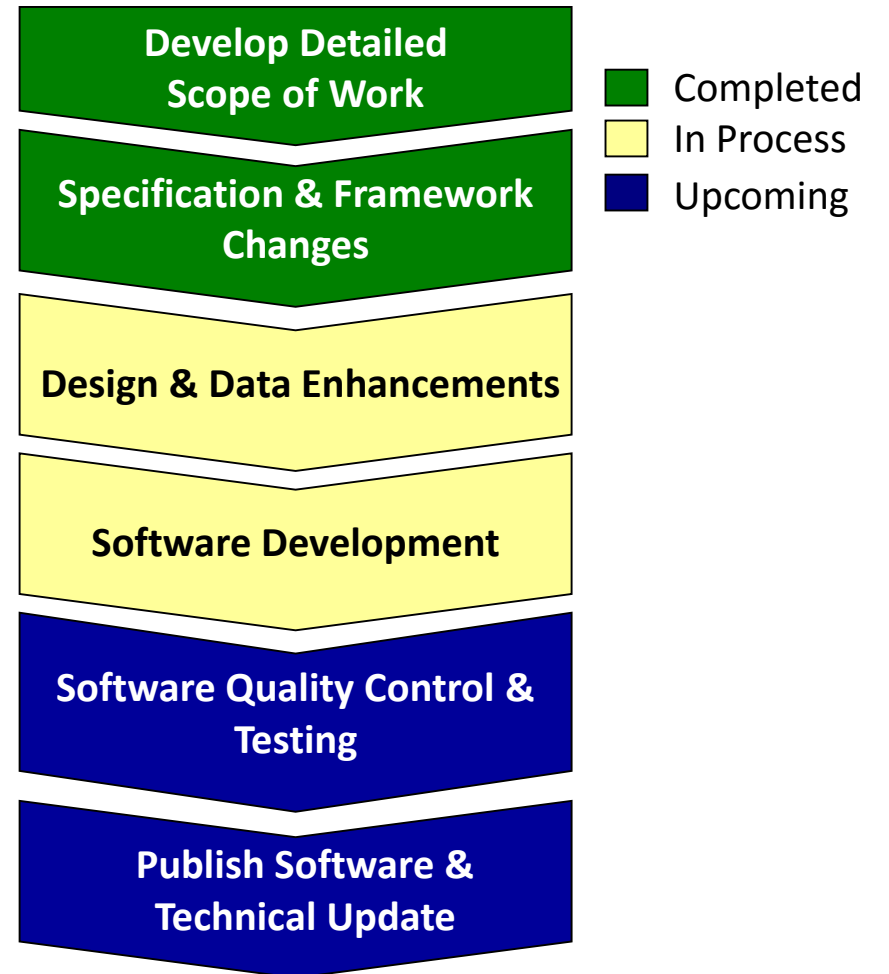 Develop Detailed
Scope of Work
Completed
In Process
Upcoming
Specification & Framework
Changes
Design & Data Enhancements
Software Development
Software Quality Control &
Testing
Publish Software &
Technical Update